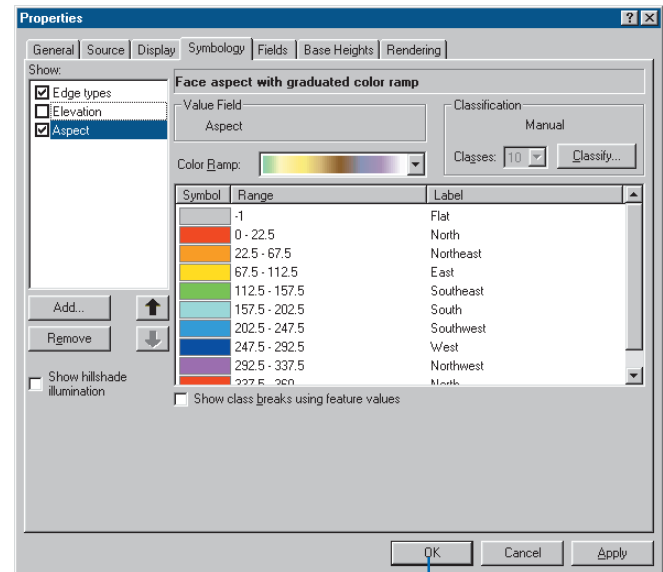 Properties
General Source Display Symbology Fields Base Heights Rendering
Show:
Edge types
Elevation
Aspect
Add...
Remove
Show hillshade
illumination
Face aspect with graduated color ramp
Value Field
Aspect
Classification
Manual
Classes: 10 Classify...
Color Ramp:
Symbol Range Label
-1 Flat
0 - 22.5 North
22.5 - 67.5 Northeast
67.5 - 112.5 East
112.5 - 157.5 Southeast
157.5 - 202.5 South
202.5 - 247.5 Southwest
247.5 - 292.5 West
292.5 - 337.5 Northwest
337.5 - 360 North
Show class breaks using feature values
OK Cancel Apply